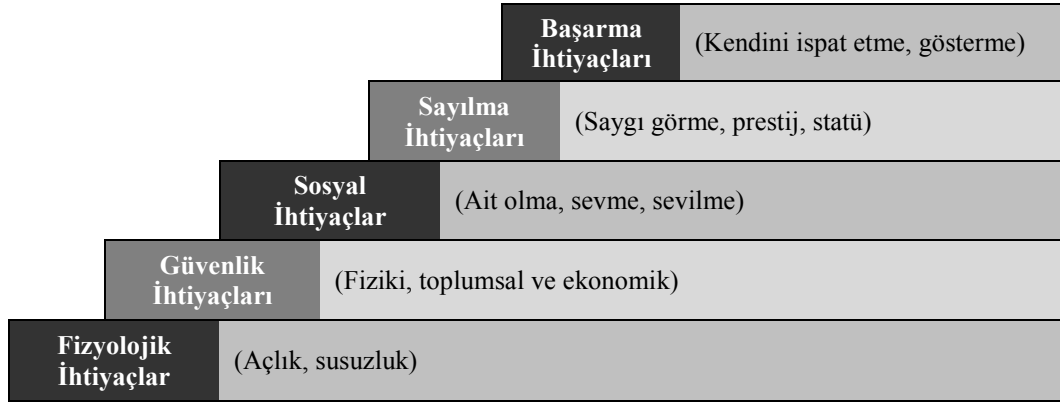 Başarma
İhtiyaçları
(Kendini ispat etme, gösterme)
Sayılma
İhtiyaçları
(Saygı görme, prestij, statü)
Sosyal
İhtiyaçlar
(Ait olma, sevme, sevilme)
Güvenlik
İhtiyaçları
(Fiziki, toplumsal ve ekonomik)
Fizyolojik
İhtiyaçlar
(Açlık, susuzluk)